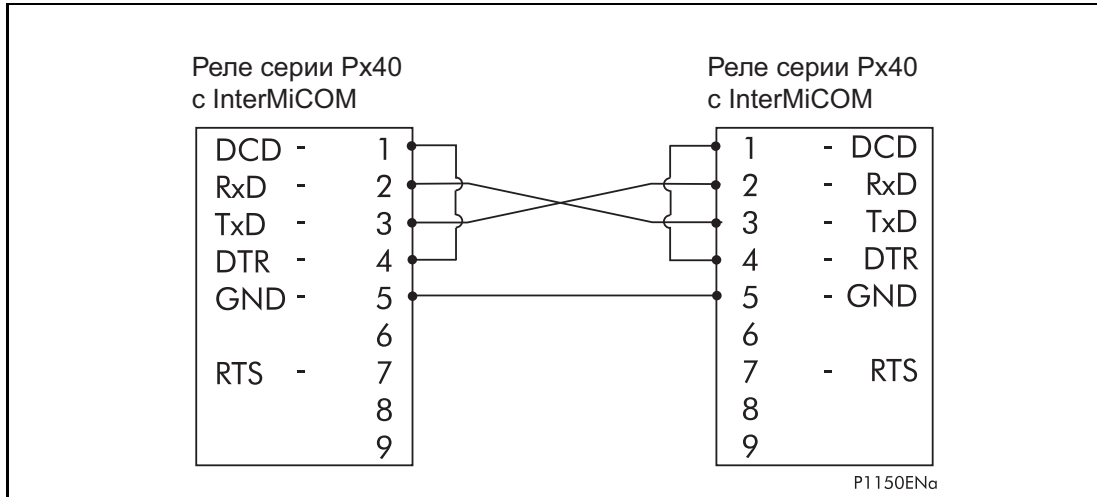 Реле серии Px40
с InterMiCOM
Реле серии Px40
с InterMiCOM
DCD - 1
RxD - 2
TxD - 3
DTR - 4
GND - 5
6
RTS - 7
8
9
1 - DCD
2 - RxD
3 - TxD
4 - DTR
5 - GND
6
7 - RTS
8
9
P1150ENa